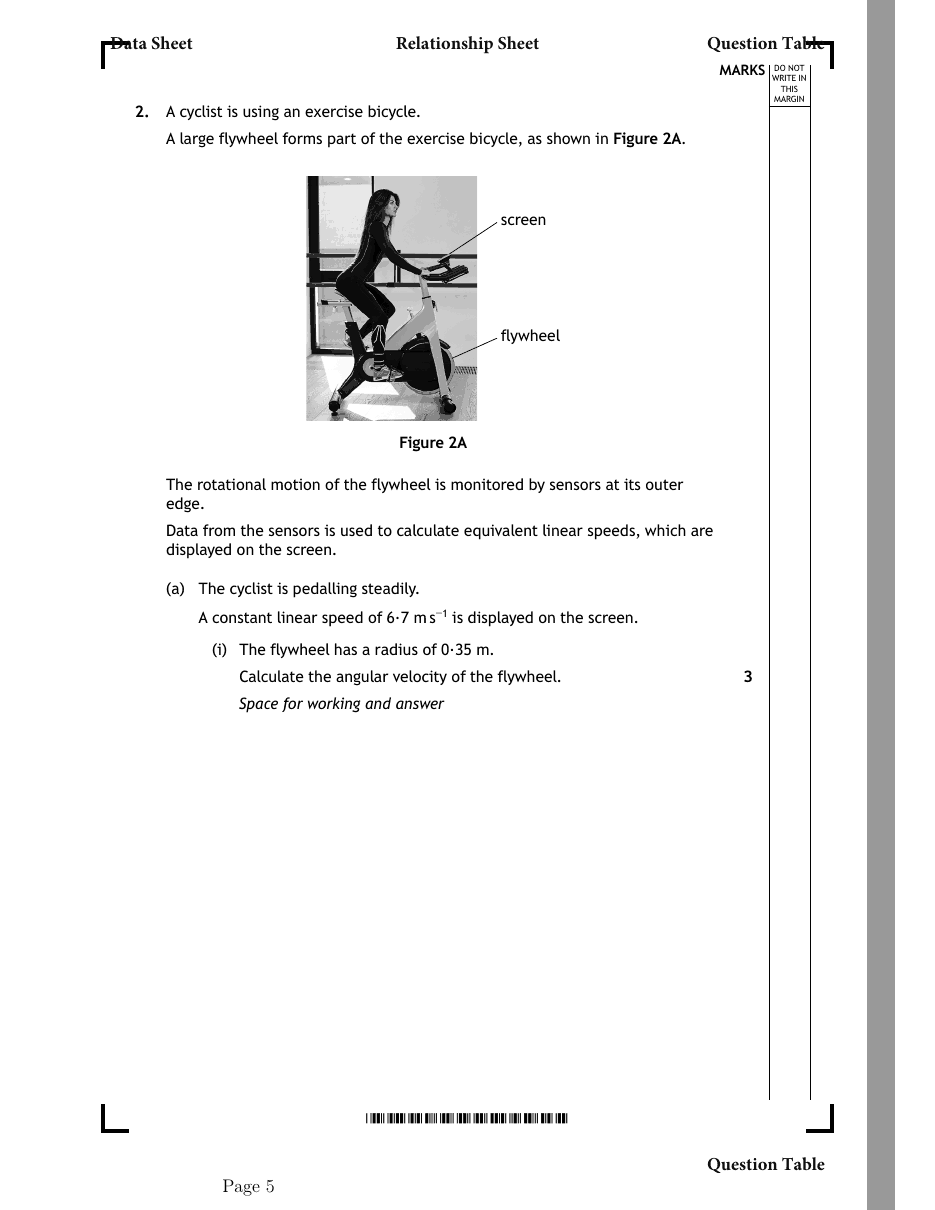 Data Sheet Relationship Sheet Question Table
MARKS
DO NOT
WRITE IN
THIS
MARGIN
2. A cyclist is using an exercise bicycle.
A large flywheel forms part of the exercise bicycle, as shown in Figure 2A.
screen
flywheel
Figure 2A
The rotational motion of the flywheel is monitored by sensors at its outer
edge.
Data from the sensors is used to calculate equivalent linear speeds, which are
displayed on the screen.
(a) The cyclist is pedalling steadily.
A constant linear speed of 6·7 m s⁻¹ is displayed on the screen.
(i) The flywheel has a radius of 0·35 m.
Calculate the angular velocity of the flywheel. 3
Space for working and answer
Question Table
Page 5